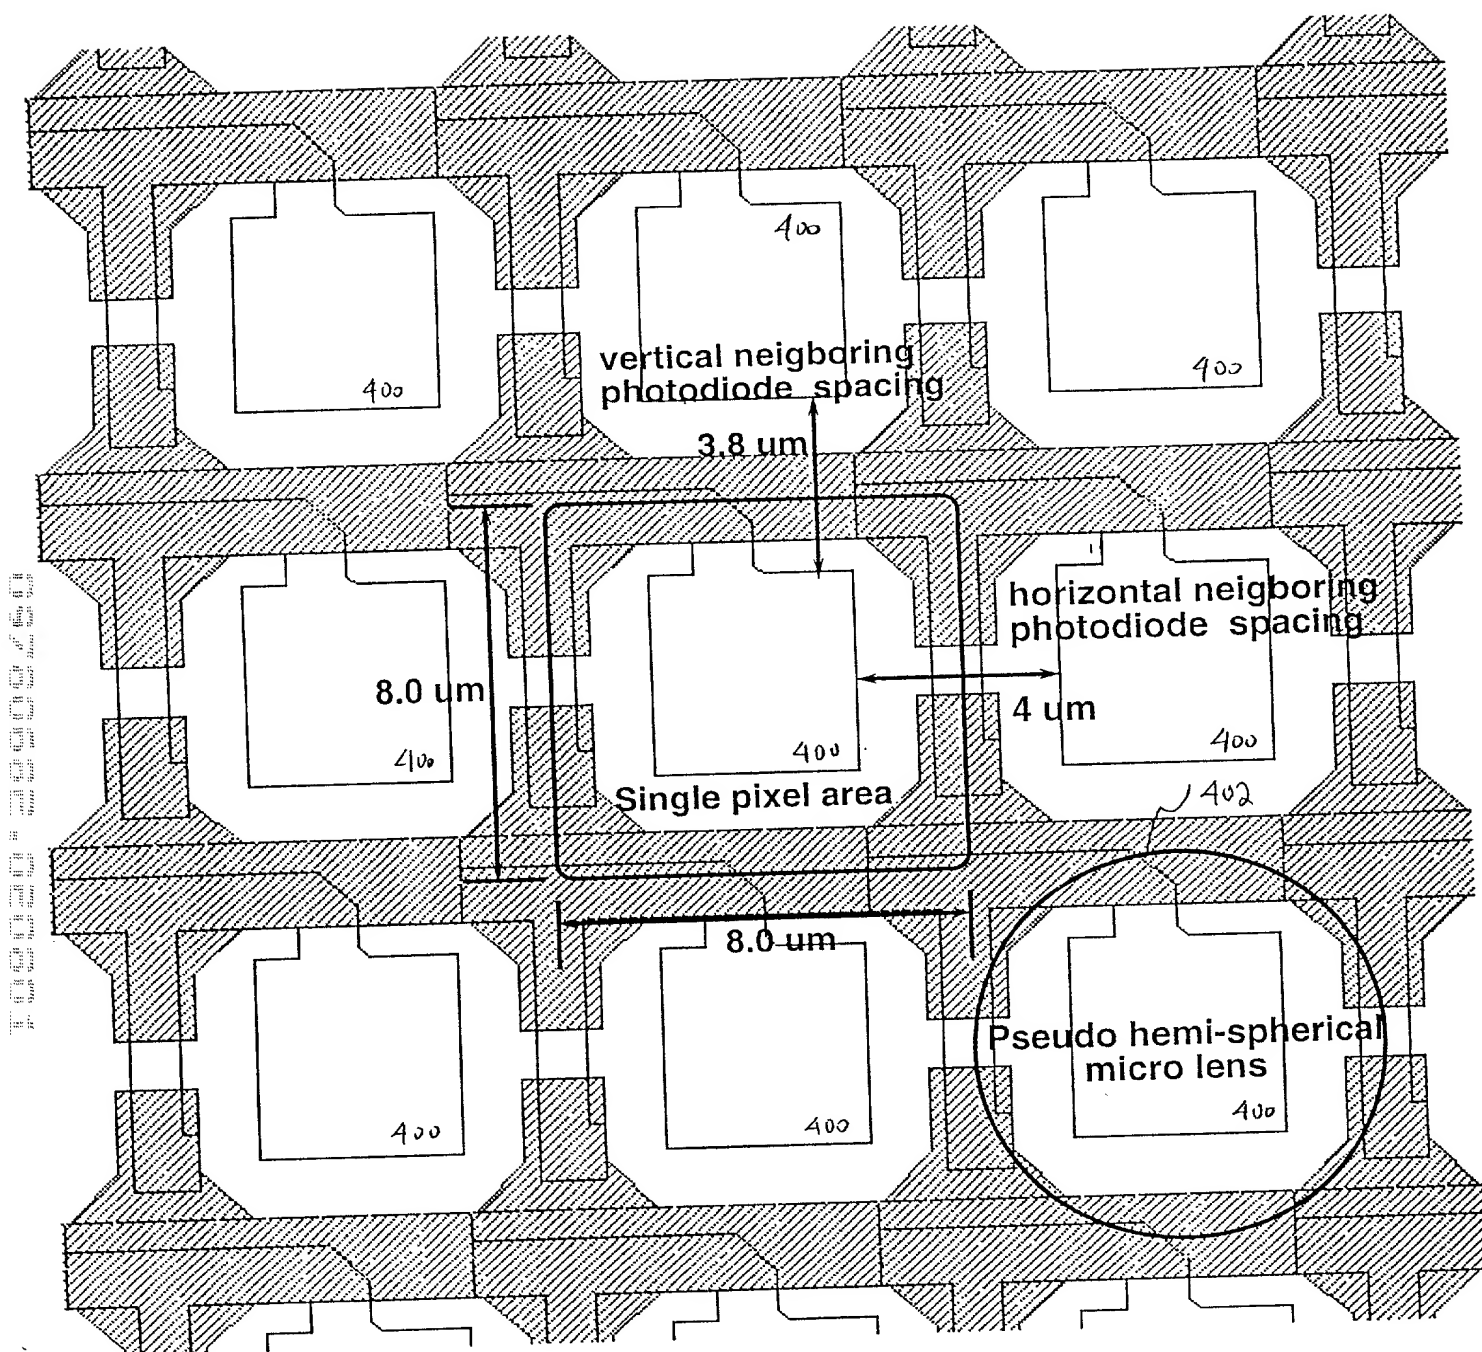 400
vertical neigboring
photodiode spacing
400
400
3.8 um
horizontal neigboring
photodiode spacing
8.0 um
4 um
400
400
400
Single pixel area
402
8.0 um
Pseudo hemi-spherical
micro lens
400
400
400